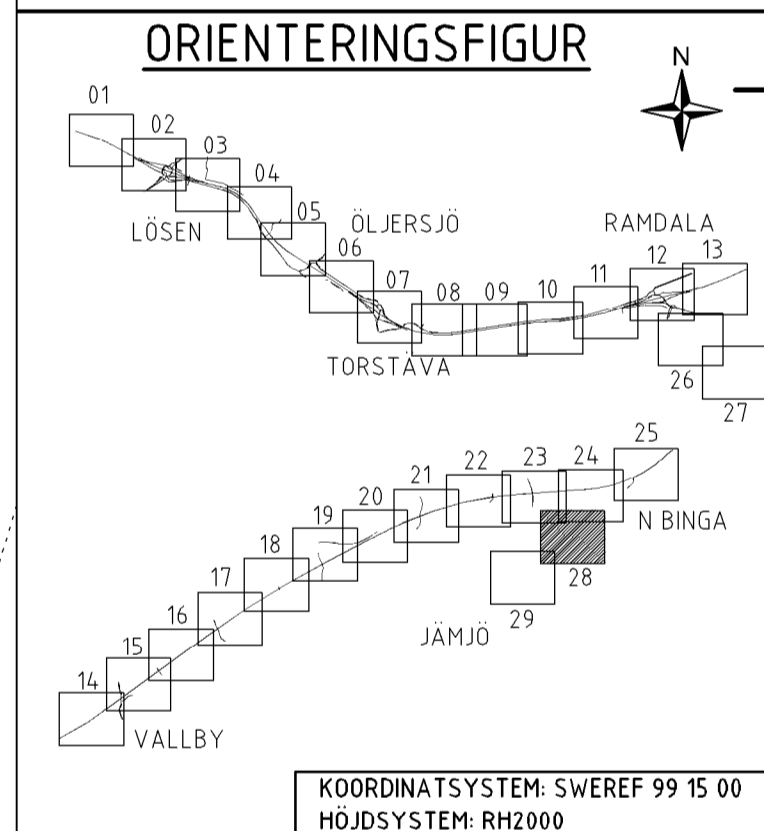 ORIENTERINGSFIGUR
N
01
02
03
04
05
LÖSEN
ÖLJERSJÖ
RAMDALA
06
07
08
09
10
11
12
13
TORSTÄVA
26
27
25
24
23
22
21
20
19
18
17
16
15
14
N BINGA
28
29
JÄMJÖ
VALLBY
KOORDINATSYSTEM: SWEREF 99 15 00
HÖJDSYSTEM: RH2000